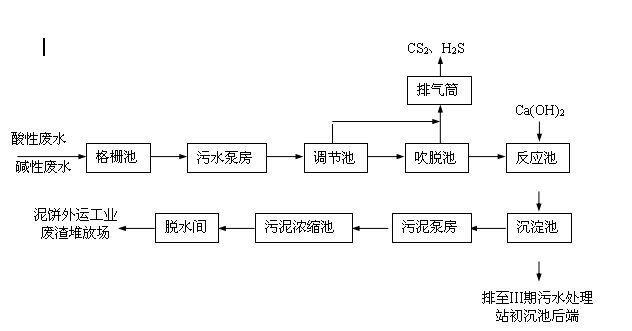 CS₂、H₂S
排气筒
Ca(OH)₂
酸性废水
碱性废水
格栅池
污水泵房
调节池
吹脱池
反应池
泥饼外运工业
废渣堆放场
脱水间
污泥浓缩池
污泥泵房
沉淀池
排至III期污水处理
站初沉池后端